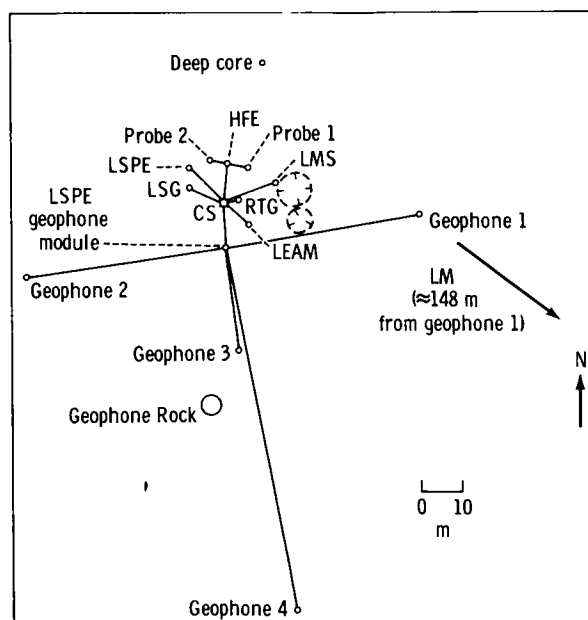 Deep core
HFE
Probe 2
Probe 1
LSPE
LMS
LSG
RTG
CS
LSPE
geophone
module
LEAM
Geophone 1
Geophone 2
LM
(≈148 m
from geophone 1)
Geophone 3
N
Geophone Rock
0 10
m
Geophone 4